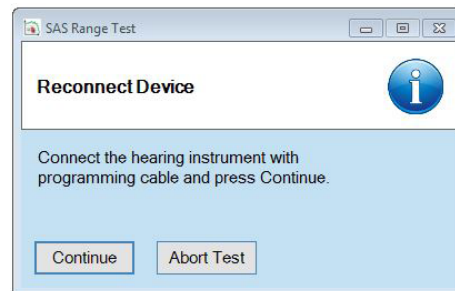 SAS Range Test
Reconnect Device
Connect the hearing instrument with
programming cable and press Continue.
Continue
Abort Test